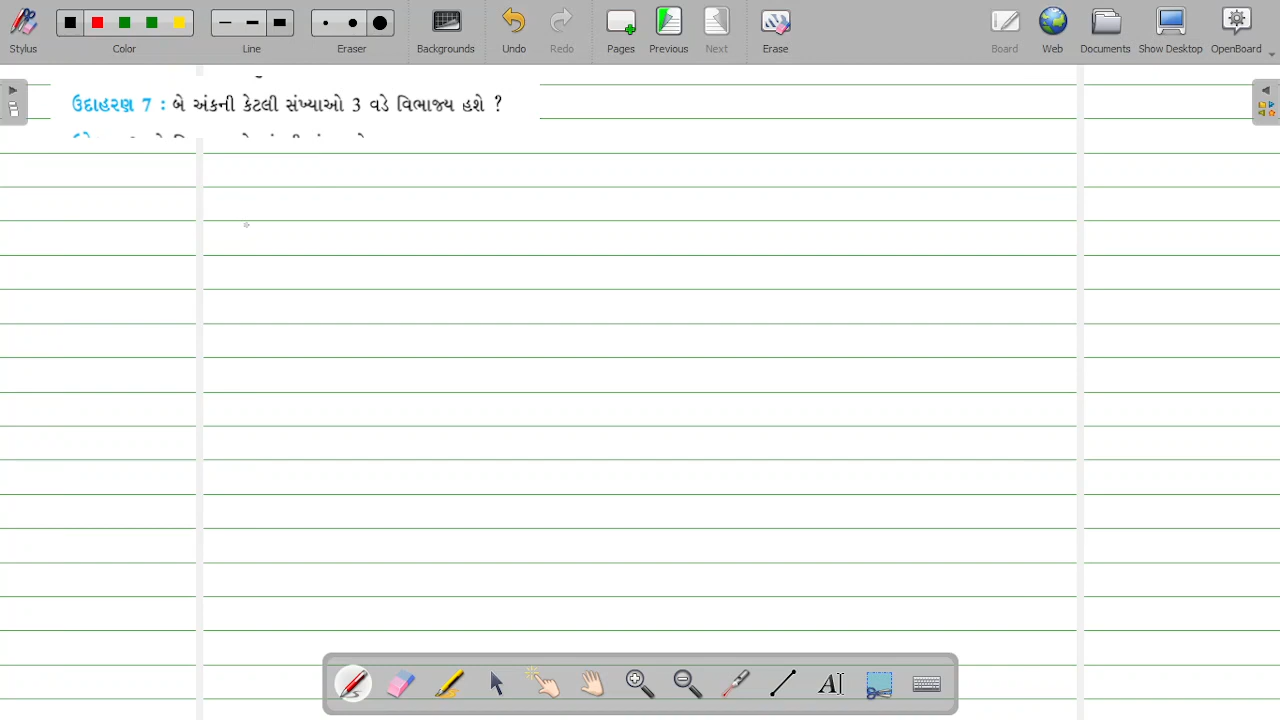 Stylus
Color
Line
Eraser
Backgrounds
Undo
Redo
Pages
Previous
Next
Erase
Board
Web
Documents
Show Desktop
OpenBoard
ઉદાહરણ 7 : બે અંકની કેટલી સંખ્યાઓ 3 વડે વિભાજ્ય હશે ?